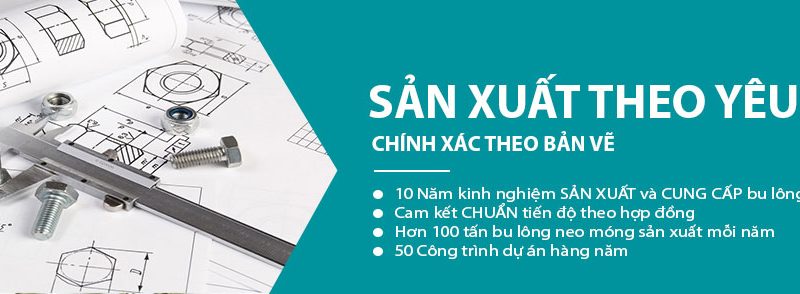 SẢN XUẤT THEO YÊU
CHÍNH XÁC THEO BẢN VẼ
10 Năm kinh nghiệm SẢN XUẤT và CUNG CẤP bu lông
Cam kết CHUẨN tiến độ theo hợp đồng
Hơn 100 tấn bu lông neo móng sản xuất mỗi năm
50 Công trình dự án hàng năm